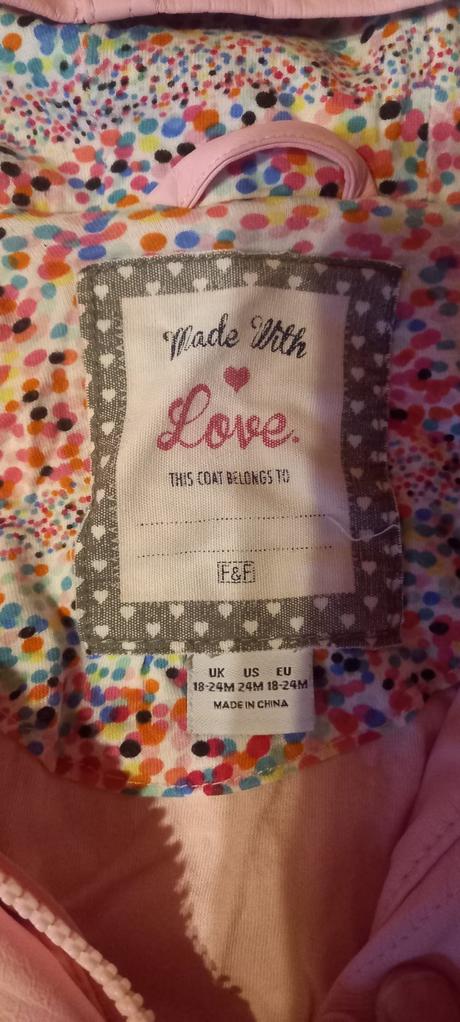 Made With
Love.
THIS COAT BELONGS TO
F&F
UK US EU
18-24M 24M 18-24M
MADE IN CHINA